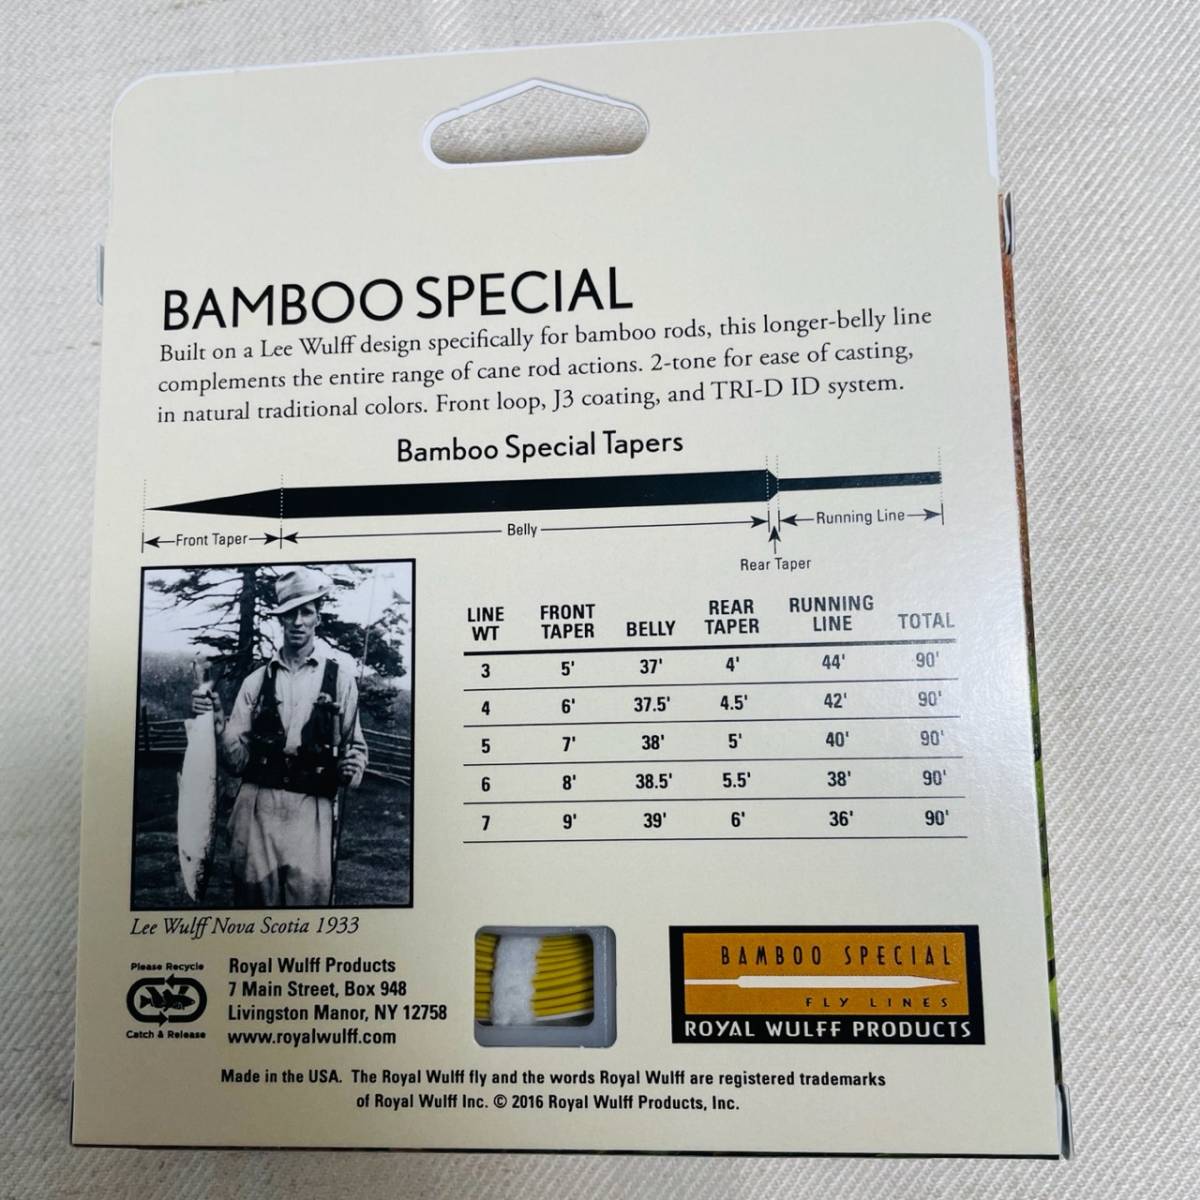 BAMBOO SPECIAL
Built on a Lee Wulff design specifically for bamboo rods, this longer-belly line
complements the entire range of cane rod actions. 2-tone for ease of casting,
in natural traditional colors. Front loop, J3 coating, and TRI-D ID system.
Bamboo Special Tapers
Front Taper
Belly
Running Line
Rear Taper
LINE WT FRONT TAPER BELLY REAR TAPER RUNNING LINE TOTAL
3 5' 37' 4' 44' 90'
4 6' 37.5' 4.5' 42' 90'
5 7' 38' 5' 40' 90'
6 8' 38.5' 5.5' 38' 90'
7 9' 39' 6' 36' 90'
Lee Wulff Nova Scotia 1933
Please Recycle
Catch & Release
Royal Wulff Products
7 Main Street, Box 948
Livingston Manor, NY 12758
www.royalwulff.com
BAMBOO SPECIAL
FLY LINES
ROYAL WULFF PRODUCTS
Made in the USA. The Royal Wulff fly and the words Royal Wulff are registered trademarks
of Royal Wulff Inc. © 2016 Royal Wulff Products, Inc.